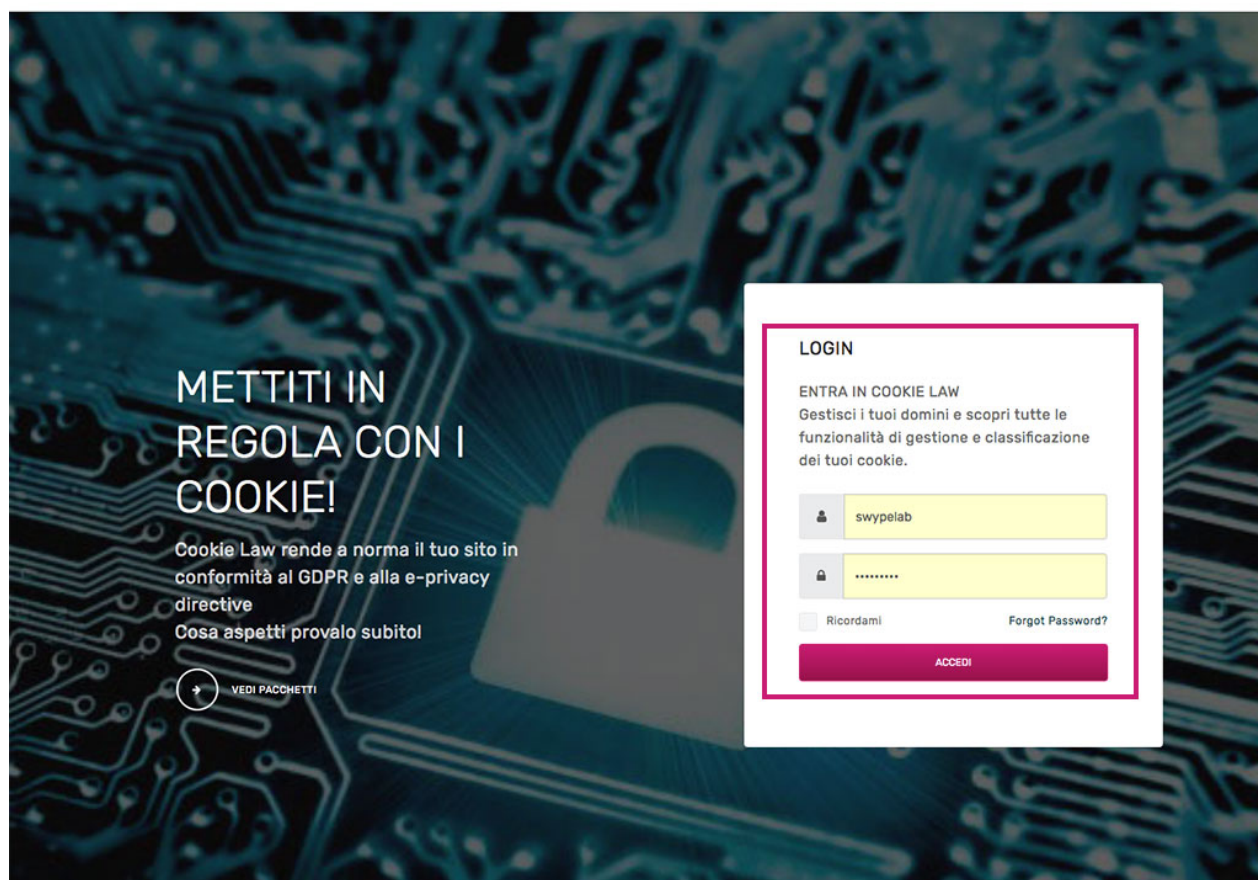 METTITI IN
REGOLA CON I
COOKIE!
Cookie Law rende a norma il tuo sito in
conformità al GDPR e alla e-privacy
directive
Cosa aspetti provalo subito!
VEDI PACCHETTI
LOGIN
ENTRA IN COOKIE LAW
Gestisci i tuoi domini e scopri tutte le
funzionalità di gestione e classificazione
dei tuoi cookie.
swypelab
•••••••••
Ricordami Forgot Password?
ACCEDI